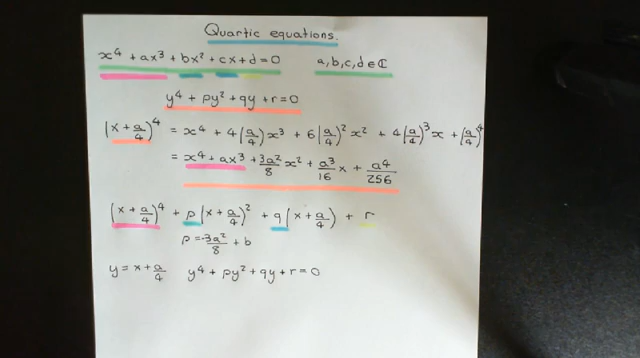 Quartic equations.
x⁴ + ax³ + bx² + cx + d = 0    a, b, c, d ∈ ℂ
y⁴ + py² + qy + r = 0
(x + a/4)⁴ = x⁴ + 4(a/4)x³ + 6(a/4)²x² + 4(a/4)³x + (a/4)⁴
= x⁴ + ax³ + 3a²/8 x² + a³/16 x + a⁴/256
(x + a/4)⁴ + p(x + a/4)² + q(x + a/4) + r
p = -3a²/8 + b
y = x + a/4    y⁴ + py² + qy + r = 0